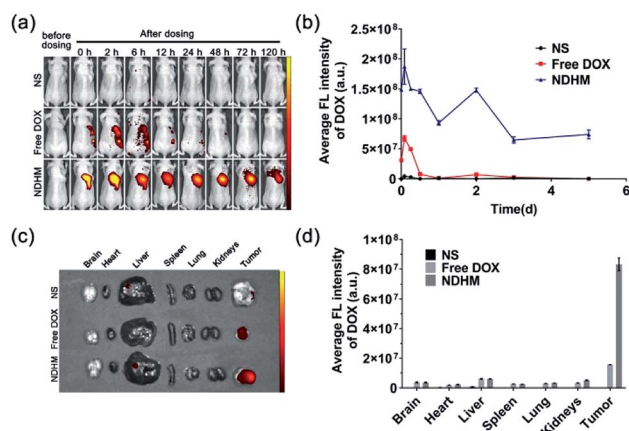 (a)
before dosing
After dosing
0 h 2 h 6 h 12 h 24 h 48 h 72 h 120 h
NS
Free DOX
NDHM
(b)
Average FL intensity
of DOX (a.u.)
2.5×10⁸
2.0×10⁸
1.5×10⁸
1.0×10⁸
5.0×10⁷
0
0 2 4 6
Time(d)
NS
Free DOX
NDHM
(c)
Brain Heart Liver Spleen Lung Kidneys Tumor
NS
Free DOX
NDHM
(d)
Average FL intensity
of DOX (a.u.)
1×10⁸
8×10⁷
6×10⁷
4×10⁷
2×10⁷
0
NS
Free DOX
NDHM
Brain Heart Liver Spleen Lung Kidneys Tumor